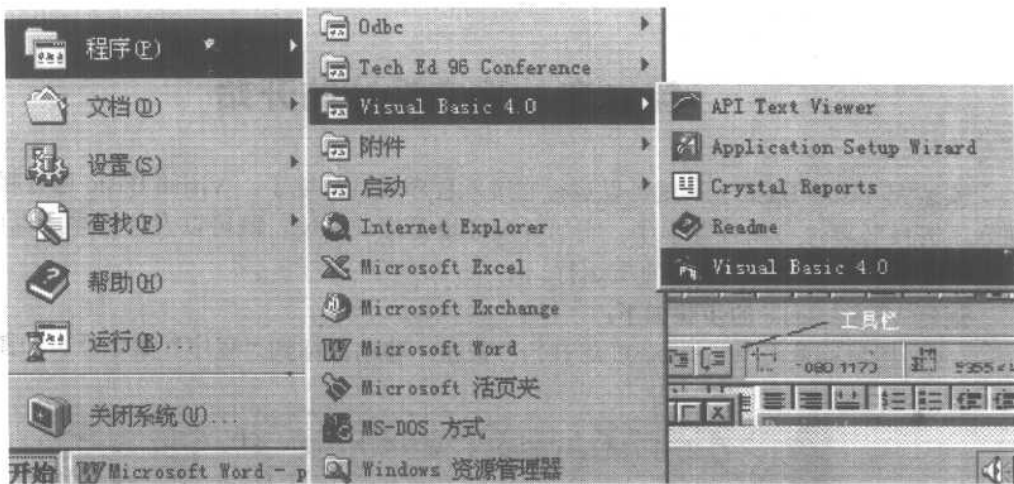 程序(P)
文档(D)
设置(S)
查找(F)
帮助(H)
运行(R)...
关闭系统(U)...
开始
Microsoft Word - p
Odbc
Tech Ed 96 Conference
Visual Basic 4.0
附件
启动
Internet Explorer
Microsoft Excel
Microsoft Exchange
Microsoft Word
Microsoft 活页夹
MS-DOS 方式
Windows 资源管理器
API Text Viewer
Application Setup Wizard
Crystal Reports
Readme
Visual Basic 4.0
工具栏